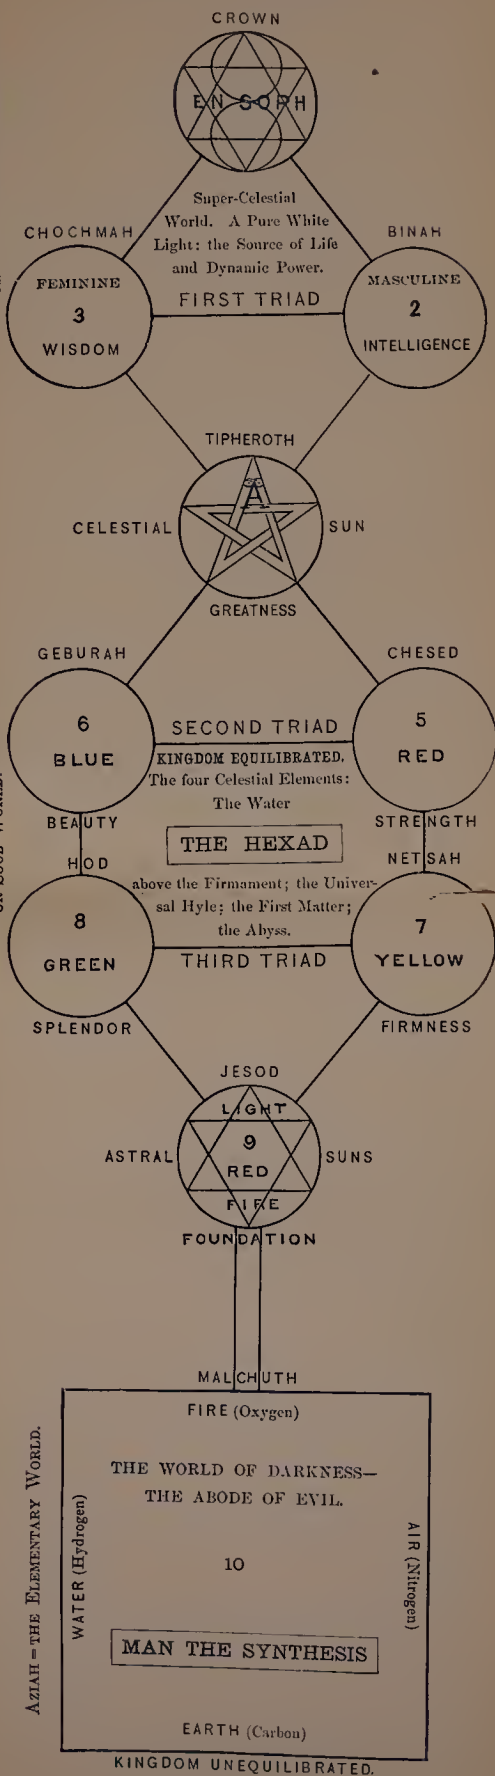 CROWN
EN SOPH
Super-Celestial
World. A Pure White
Light: the Source of Life
and Dynamic Power.
CHOCHMAH
BINAH
FEMININE
3
WISDOM
FIRST TRIAD
MASCULINE
2
INTELLIGENCE
TIPHEROTH
A
CELESTIAL
SUN
GREATNESS
GEBURAH
CHESED
6
BLUE
SECOND TRIAD
5
RED
KINGDOM EQUILIBRATED.
The four Celestial Elements:
The Water
BEAUTY
STRENGTH
THE HEXAD
HOD
NETSAH
above the Firmament; the Univer-
sal Hyle; the First Matter;
the Abyss.
8
GREEN
THIRD TRIAD
7
YELLOW
SPLENDOR
FIRMNESS
JESOD
LIGHT
ASTRAL
9
RED
SUNS
FIRE
FOUNDATION
MALCHUTH
FIRE (Oxygen)
THE WORLD OF DARKNESS—
THE ABODE OF EVIL.
AZIAH = THE ELEMENTARY WORLD.
WATER (Hydrogen)
10
AIR (Nitrogen)
MAN THE SYNTHESIS
EARTH (Carbon)
KINGDOM UNEQUILIBRATED.